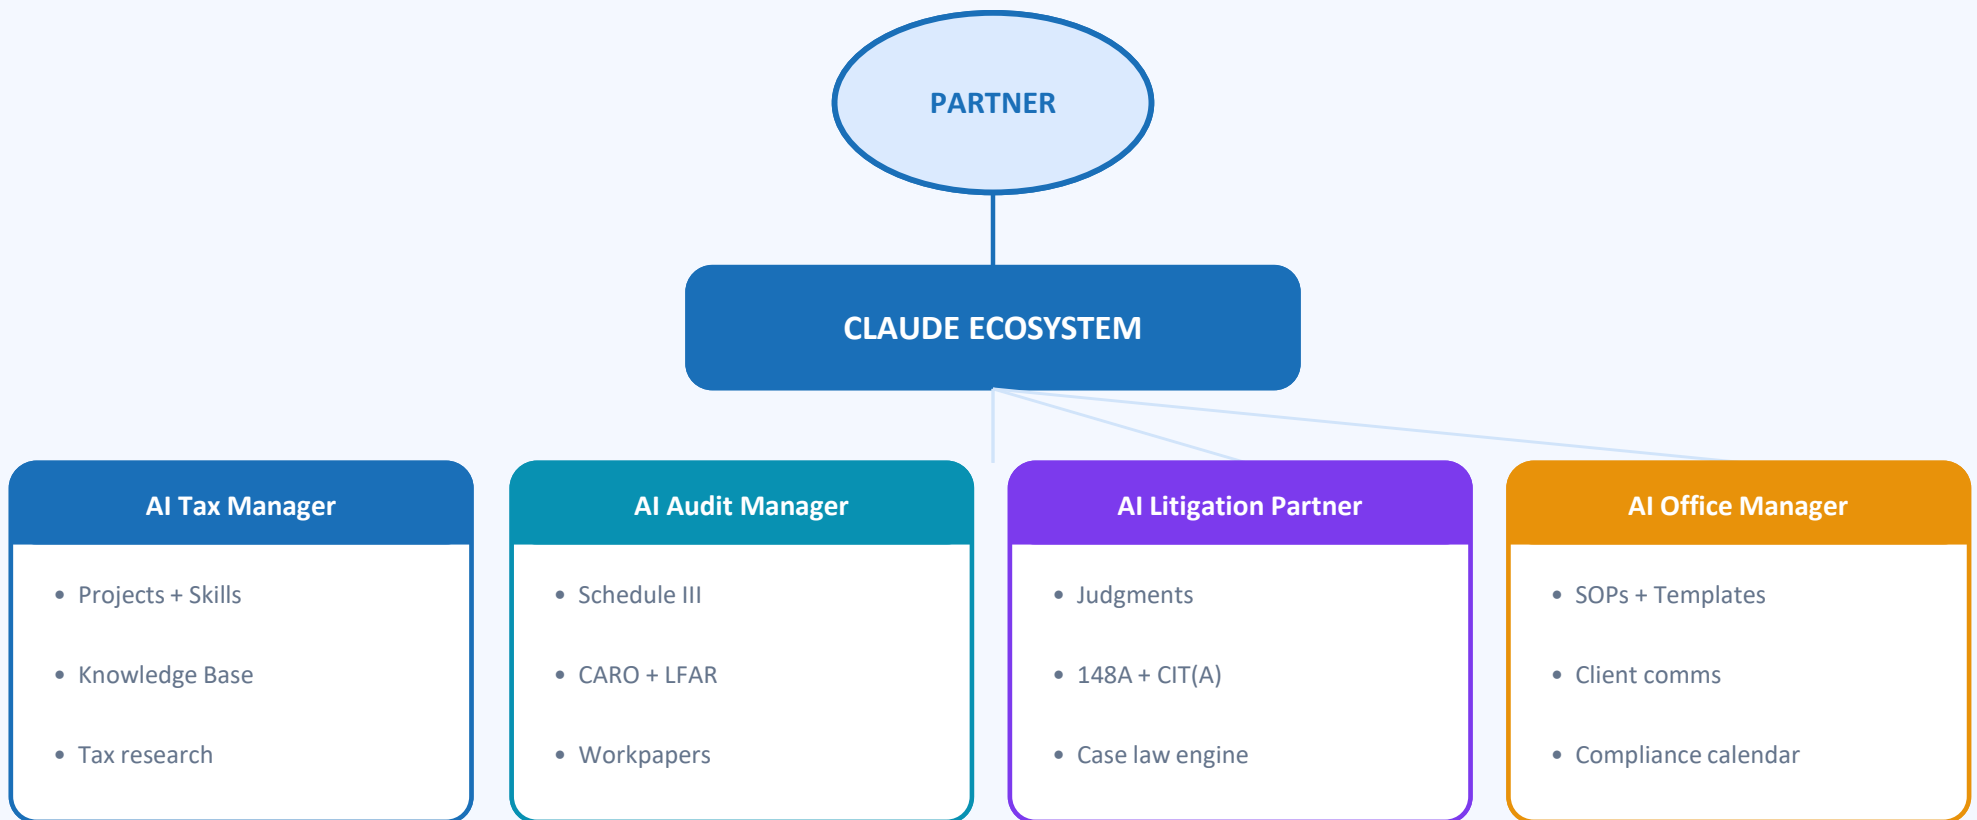 PARTNER
CLAUDE ECOSYSTEM
AI Tax Manager
• Projects + Skills
• Knowledge Base
• Tax research
AI Audit Manager
• Schedule III
• CARO + LFAR
• Workpapers
AI Litigation Partner
• Judgments
• 148A + CIT(A)
• Case law engine
AI Office Manager
• SOPs + Templates
• Client comms
• Compliance calendar